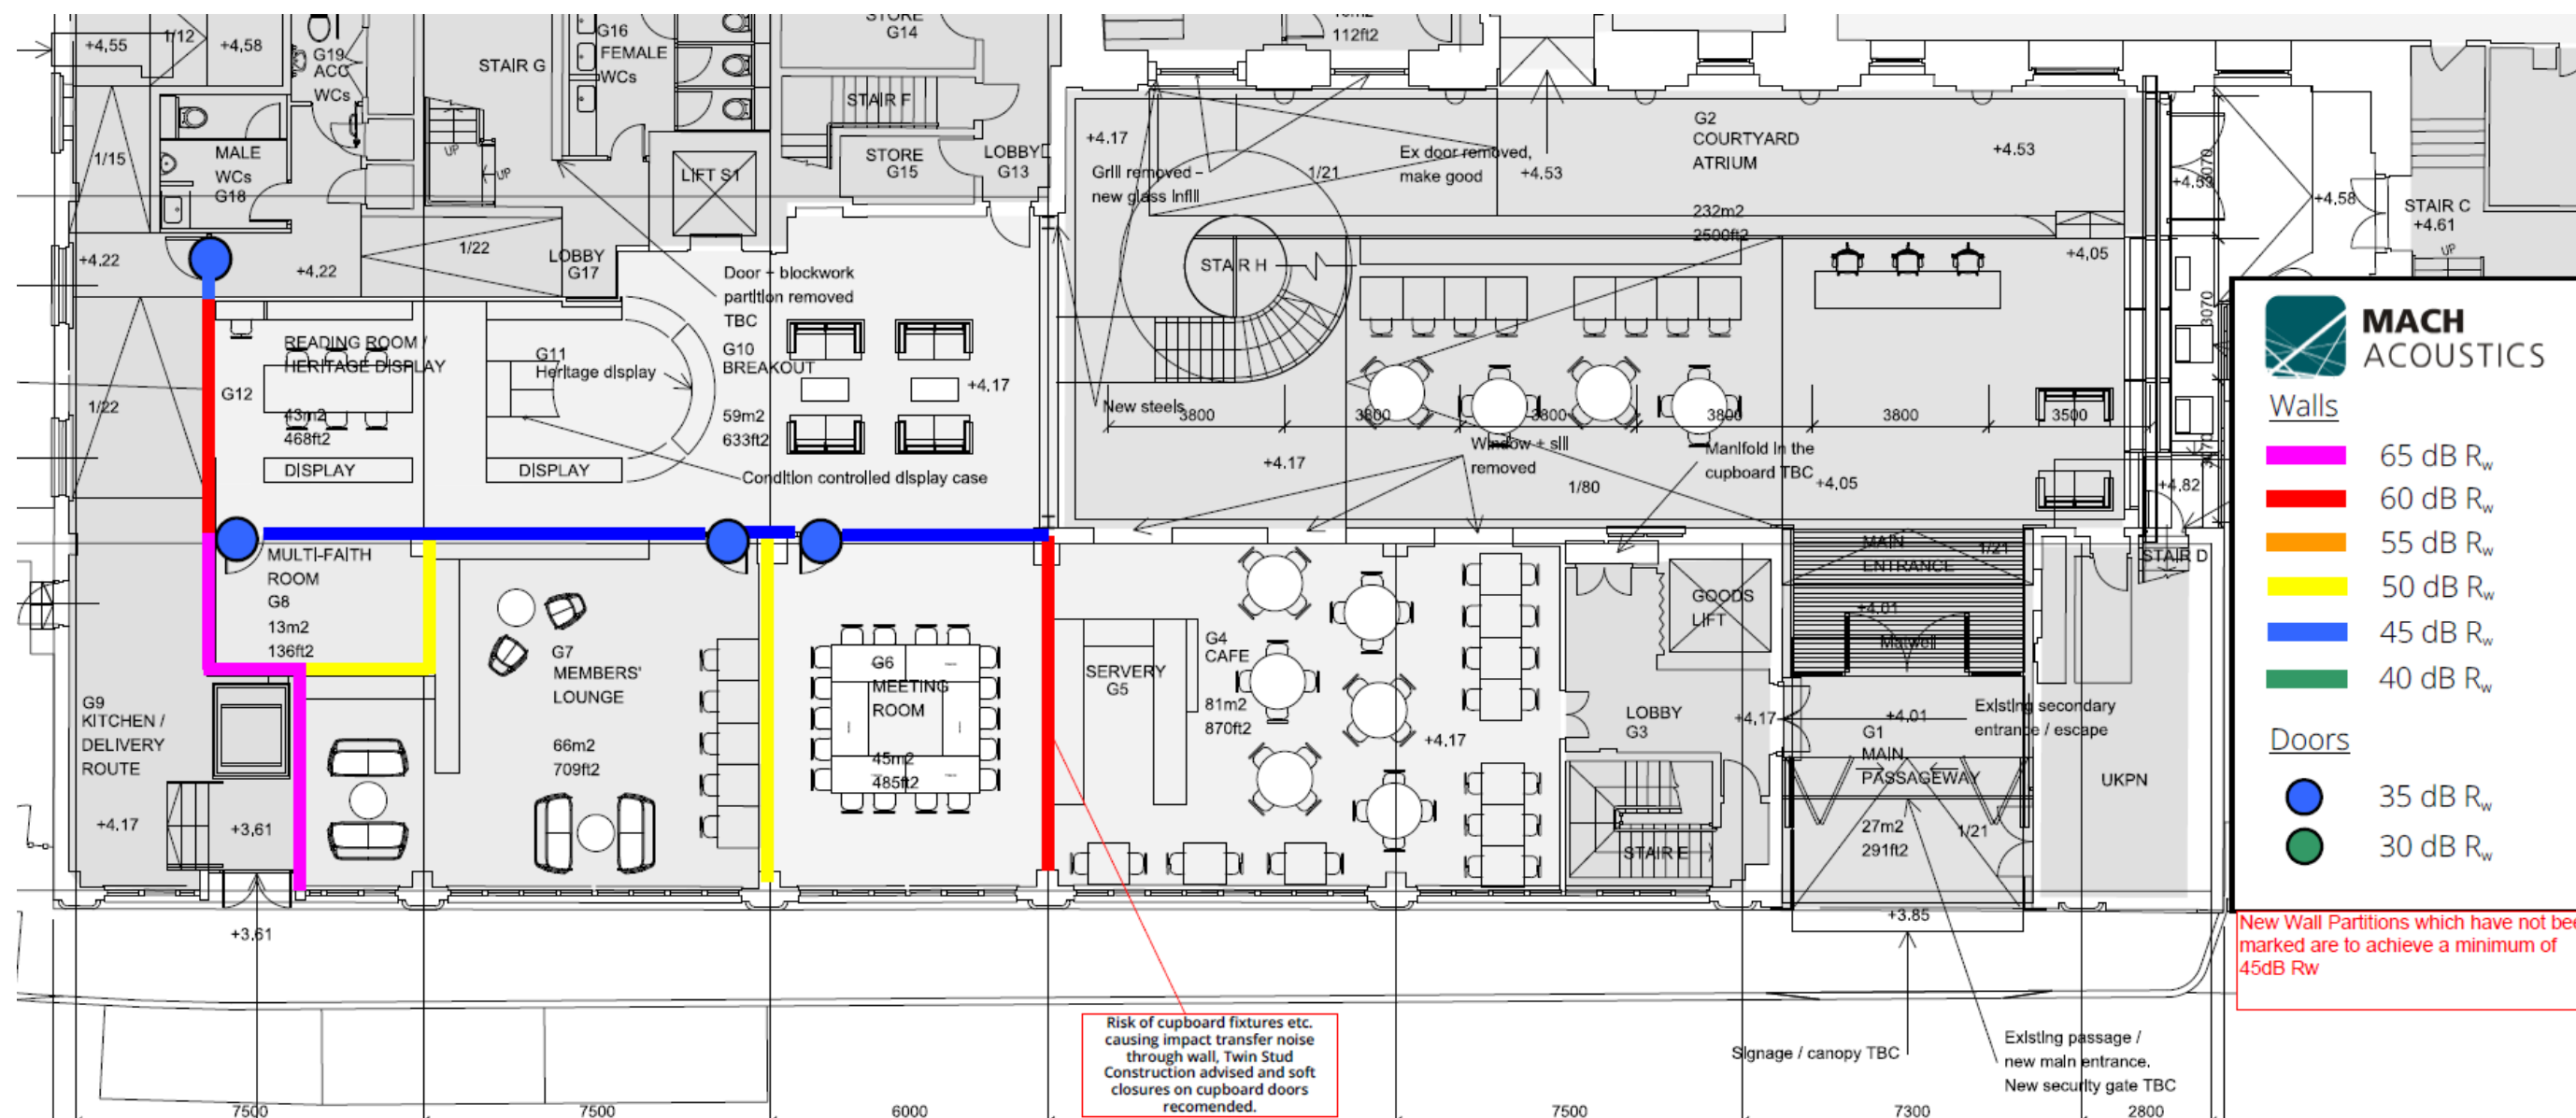 +4,55
1/12
+4,58
G19
ACC
WCs
STAIR G
G16
FEMALE
WCs
STORE
G14
112ft2
STAIR F
MALE
WCs
G18
1/15
UP
UP
LIFT S1
STORE
G15
LOBBY
G13
+4.17
Grill removed –
new glass infill
1/21
Ex door removed,
make good
+4.53
G2
COURTYARD
ATRIUM
+4.53
232m2
2500ft2
3070
+4.53
+4.58
STAIR C
+4.61
UP
+4.22
+4.22
1/22
LOBBY
G17
Door + blockwork
partition removed
TBC
STAIR H
+4,05
3070
READING ROOM /
HERITAGE DISPLAY
G12
43m2
468ft2
DISPLAY
1/22
G11
Heritage display
DISPLAY
G10
BREAKOUT
59m2
633ft2
+4.17
Condition controlled display case
New steels
3800
3800
3800
3800
3800
3500
3070
+4.17
Window + sill
removed
Manifold in the
cupboard TBC
1/80
+4,05
+4,82
MULTI-FAITH
ROOM
G8
13m2
136ft2
G7
MEMBERS'
LOUNGE
66m2
709ft2
G6
MEETING
ROOM
45m2
485ft2
SERVERY
G5
G4
CAFE
81m2
870ft2
+4.17
GOODS
LIFT
LOBBY
G3
STAIR E
MAIN
ENTRANCE
1/21
+4.01
Matwell
STAIR D
+4,17
+4,01
G1
MAIN
PASSAGEWAY
Existing secondary
entrance / escape
27m2
291ft2
1/21
UKPN
G9
KITCHEN /
DELIVERY
ROUTE
+4.17
+3,61
+3,61
+3.85
Signage / canopy TBC
Existing passage /
new main entrance.
New security gate TBC
Risk of cupboard fixtures etc.
causing impact transfer noise
through wall, Twin Stud
Construction advised and soft
closures on cupboard doors
recomended.
7500
7500
6000
7500
7300
2800
MACH
ACOUSTICS
Walls
65 dB Rw
60 dB Rw
55 dB Rw
50 dB Rw
45 dB Rw
40 dB Rw
Doors
35 dB Rw
30 dB Rw
New Wall Partitions which have not
marked are to achieve a minimum of
45dB Rw